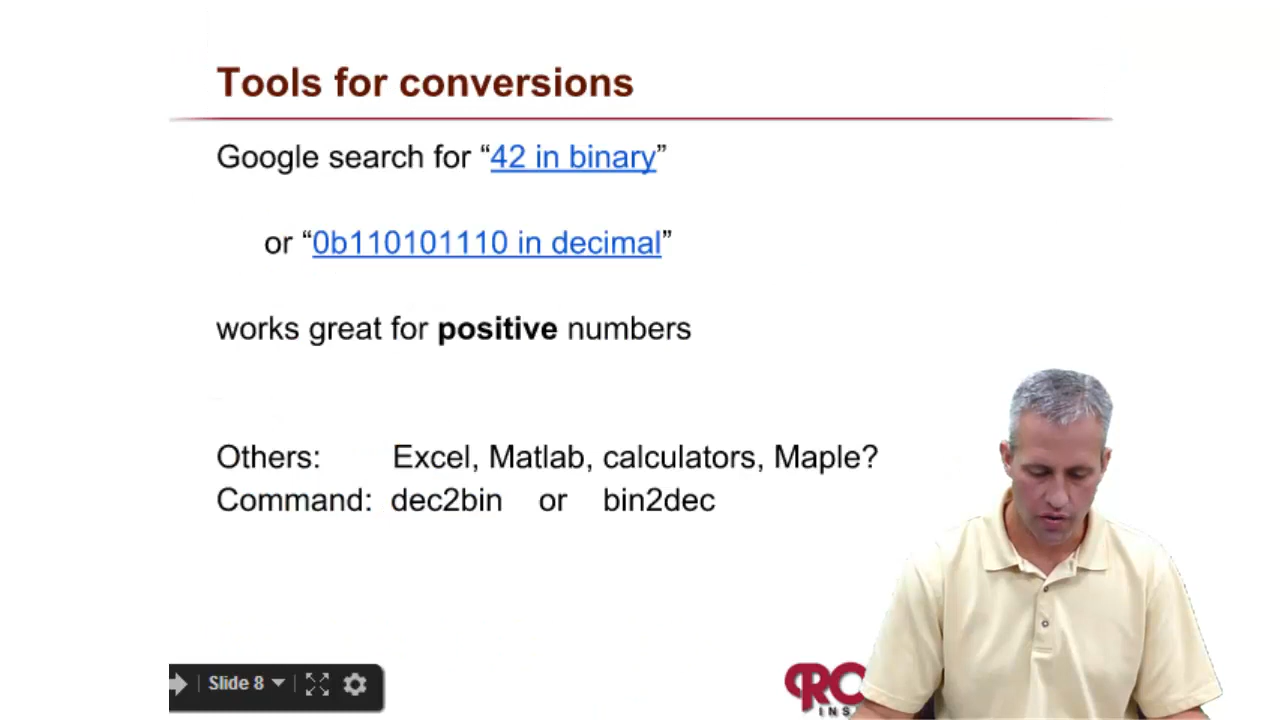 Tools for conversions
Google search for “42 in binary”
or “0b110101110 in decimal”
works great for positive numbers
Others: Excel, Matlab, calculators, Maple?
Command: dec2bin or bin2dec
Slide 8